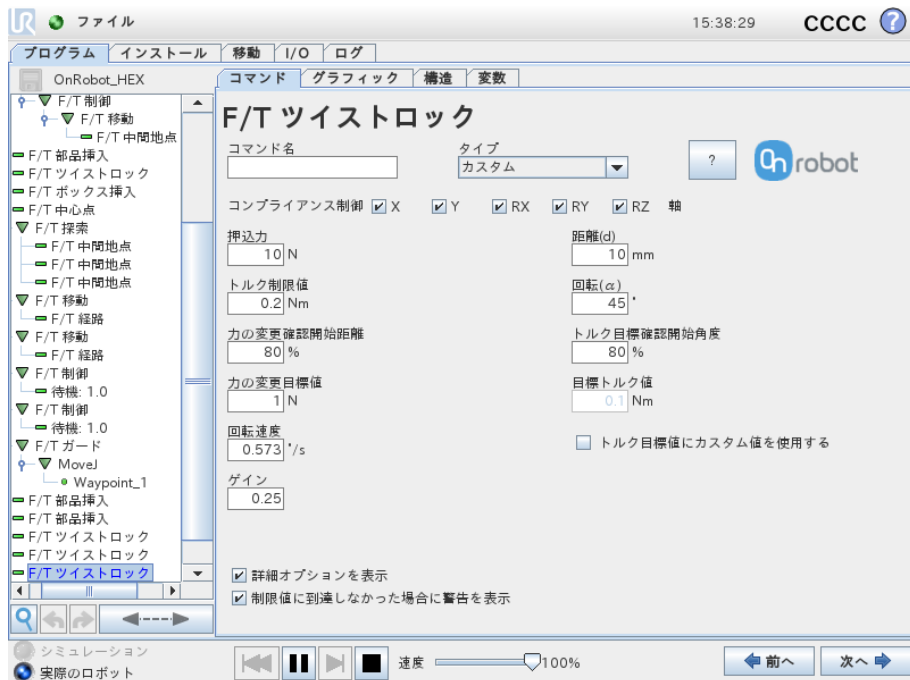 ファイル 15:38:29 CCCC ?
プログラム インストール 移動 I/O ログ
OnRobot_HEX
F/T 制御
F/T 移動
F/T 中間地点
F/T 部品挿入
F/T ツイストロック
F/T ボックス挿入
F/T 中心点
F/T 探索
F/T 中間地点
F/T 中間地点
F/T 中間地点
F/T 移動
F/T 経路
F/T 移動
F/T 経路
F/T 制御
待機: 1.0
F/T 制御
待機: 1.0
F/T ガード
MoveJ
Waypoint_1
F/T 部品挿入
F/T 部品挿入
F/T ツイストロック
F/T ツイストロック
F/T ツイストロック
コマンド グラフィック 構造 変数
F/T ツイストロック
コマンド名 タイプ
カスタム ? On robot
コンプライアンス制御 X Y RX RY RZ 軸
押込力 距離(d)
10 N 10 mm
トルク制限値 回転(α)
0.2 Nm 45 °
力の変更確認開始距離 トルク目標確認開始角度
80 % 80 %
力の変更目標値 目標トルク値
1 N 0.1 Nm
回転速度
0.573 °/s トルク目標値にカスタム値を使用する
ゲイン
0.25
詳細オプションを表示
制限値に到達しなかった場合に警告を表示
シミュレーション
実際のロボット 速度 100% 前へ 次へ